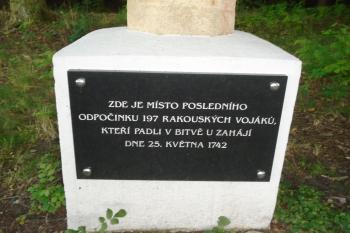 ZDE JE MÍSTO POSLEDNÍHO
ODPOČINKU 197 RAKOUSKÝCH VOJÁKŮ,
KTEŘÍ PADLI V BITVĚ U ZAHÁJÍ
DNE 25. KVĚTNA 1742